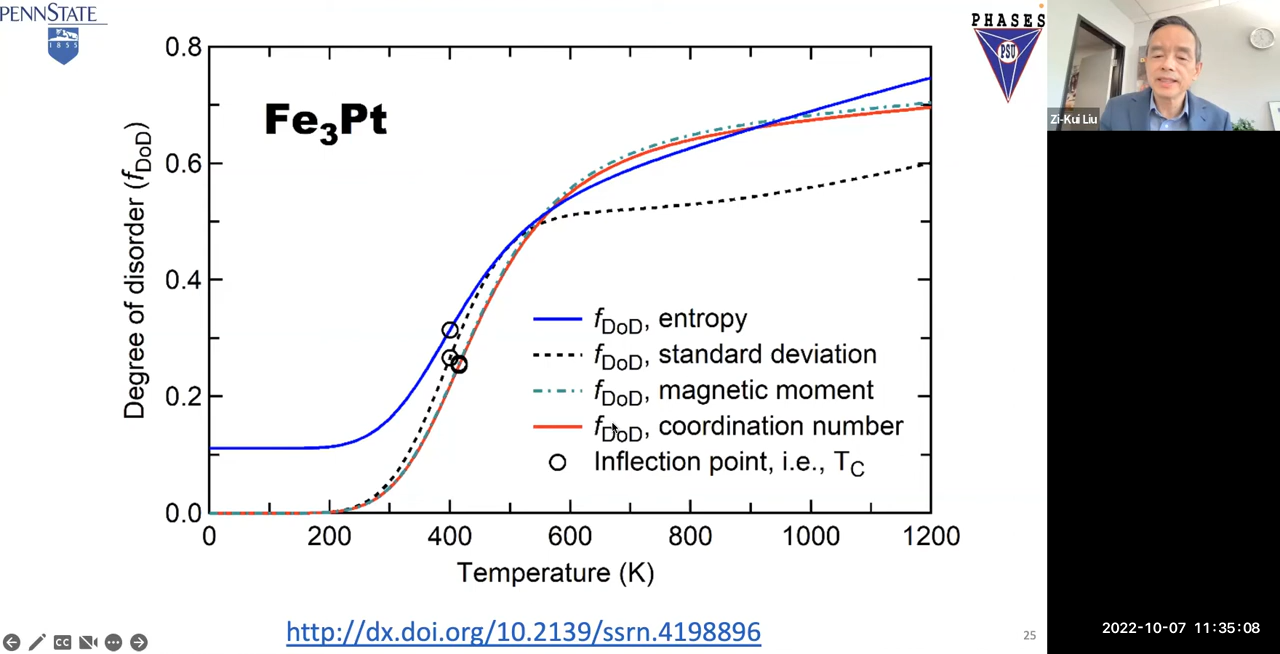 PENNSTATE
1855
PHASES
PSU
Zi-Kui Liu
Fe3Pt
Degree of disorder (fDoD)
0.8
0.6
0.4
0.2
0.0
fDoD, entropy
fDoD, standard deviation
fDoD, magnetic moment
fDoD, coordination number
Inflection point, i.e., TC
0 200 400 600 800 1000 1200
Temperature (K)
http://dx.doi.org/10.2139/ssrn.4198896
25
CC
2022-10-07 11:35:08